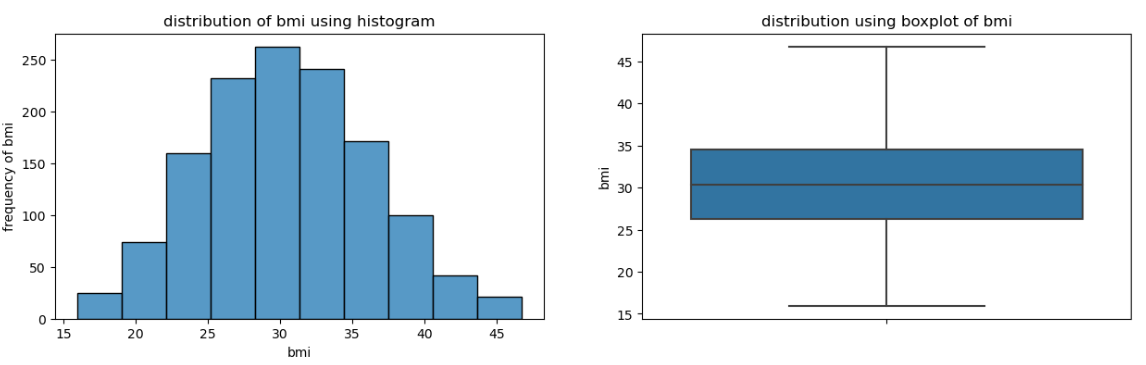 distribution of bmi using histogram
frequency of bmi
250
200
150
100
50
0
15 20 25 30 35 40 45
bmi
distribution using boxplot of bmi
bmi
45
40
35
30
25
20
15